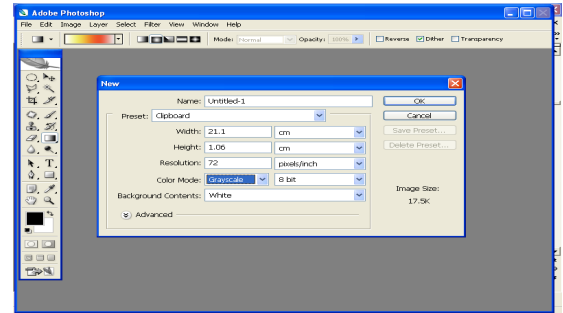 Adobe Photoshop
File Edit Image Layer Select Filter View Window Help
Mode: Normal Opacity: 100% Reverse Dither Transparency
New
Name: Untitled-1 OK
Preset: Clipboard Cancel
Width: 21.1 cm Save Preset...
Height: 1.06 cm Delete Preset...
Resolution: 72 pixels/inch
Color Mode: Grayscale 8 bit
Image Size:
Background Contents: White
17.5K
Advanced